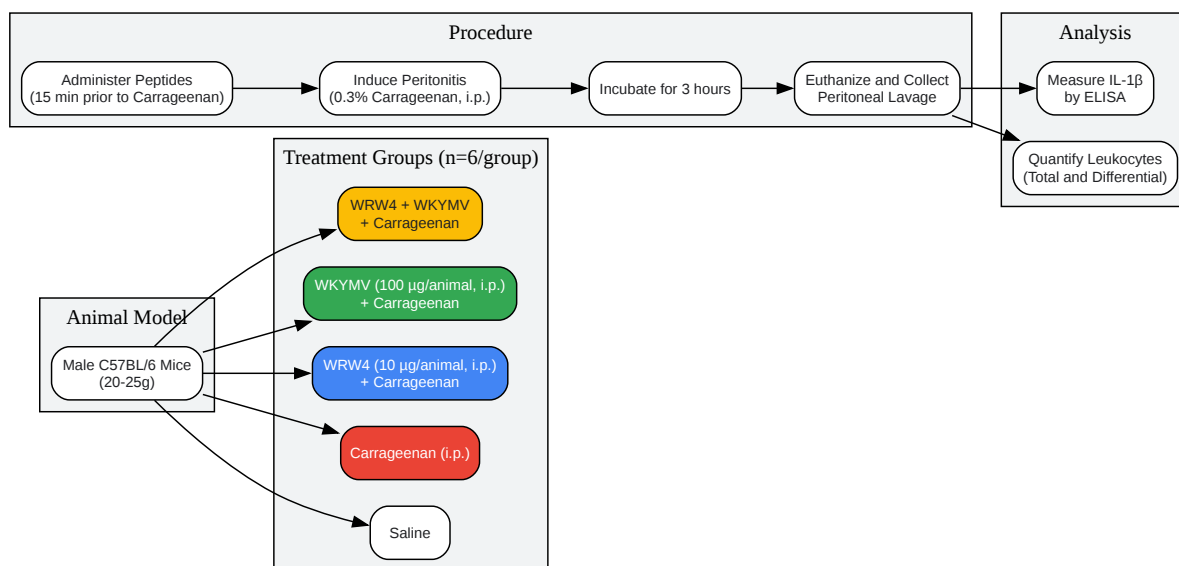 Procedure
Administer Peptides
(15 min prior to Carrageenan)
Induce Peritonitis
(0.3% Carrageenan, i.p.)
Incubate for 3 hours
Euthanize and Collect
Peritoneal Lavage
Analysis
Measure IL-1β
by ELISA
Quantify Leukocytes
(Total and Differential)
Treatment Groups (n=6/group)
WRW4 + WKYMV
+ Carrageenan
WKYMV (100 µg/animal, i.p.)
+ Carrageenan
WRW4 (10 µg/animal, i.p.)
+ Carrageenan
Carrageenan (i.p.)
Saline
Animal Model
Male C57BL/6 Mice
(20-25g)